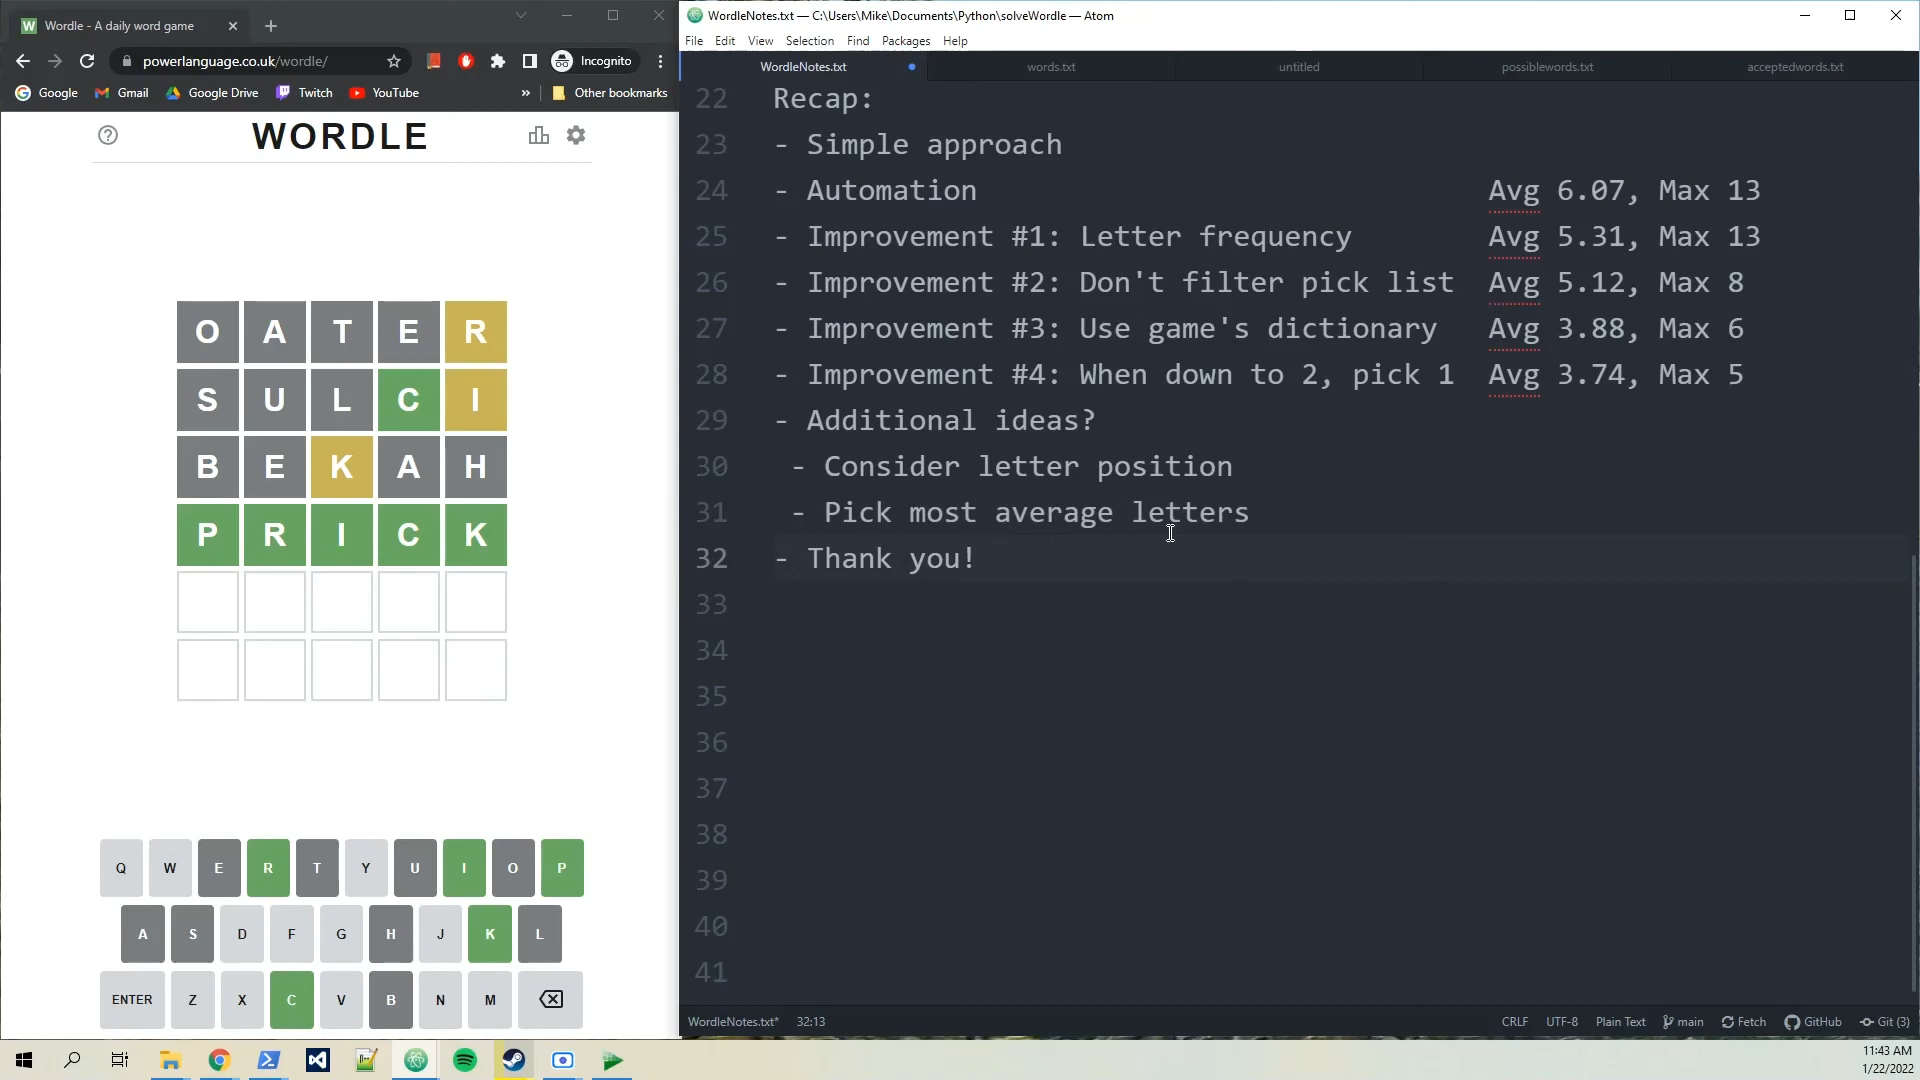 Wordle - A daily word game
powerlanguage.co.uk/wordle/
Incognito
Google
Gmail
Google Drive
Twitch
YouTube
»
Other bookmarks
WORDLE
O A T E R
S U L C I
B E K A H
P R I C K
Q W E R T Y U I O P
A S D F G H J K L
ENTER Z X C V B N M
WordleNotes.txt — C:\Users\Mike\Documents\Python\solveWordle — Atom
File Edit View Selection Find Packages Help
WordleNotes.txt words.txt untitled possiblewords.txt acceptedwords.txt
22 Recap:
23 - Simple approach
24 - Automation Avg 6.07, Max 13
25 - Improvement #1: Letter frequency Avg 5.31, Max 13
26 - Improvement #2: Don't filter pick list Avg 5.12, Max 8
27 - Improvement #3: Use game's dictionary Avg 3.88, Max 6
28 - Improvement #4: When down to 2, pick 1 Avg 3.74, Max 5
29 - Additional ideas?
30 - Consider letter position
31 - Pick most average letters
32 - Thank you!
33
34
35
36
37
38
39
40
41
WordleNotes.txt* 32:13 CRLF UTF-8 Plain Text main Fetch GitHub Git (3)
11:43 AM
1/22/2022